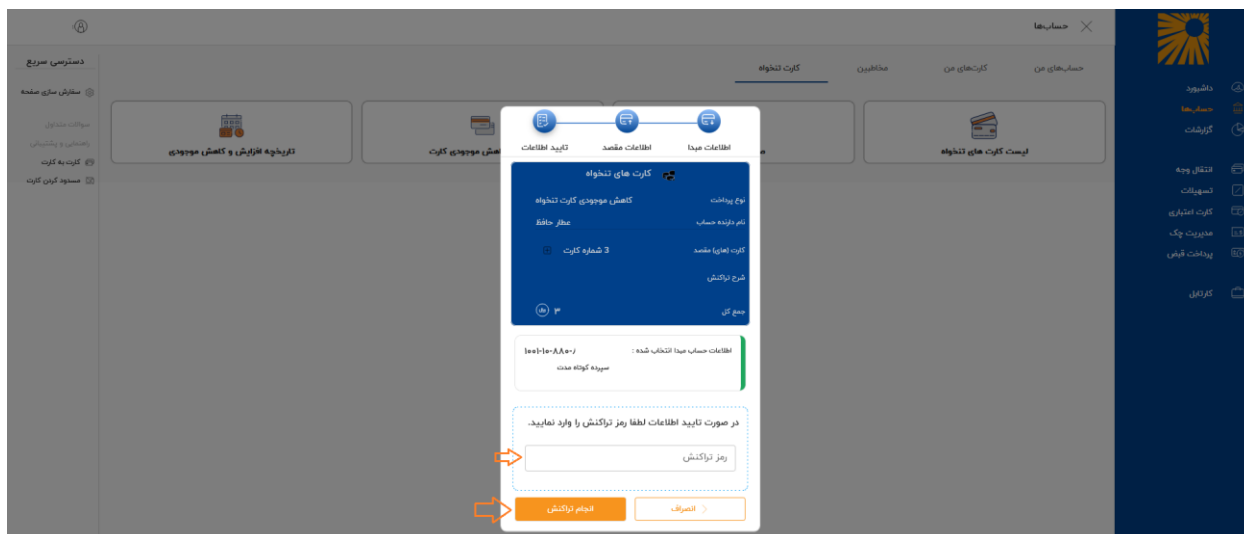 حساب‌ها
داشبورد
حساب‌ها
گزارشات
انتقال وجه
تسهیلات
کارت اعتباری
مدیریت چک
پرداخت قبض
کارتابل
حساب‌های من
کارت‌های من
مخاطبین
کارت تنخواه
لیست کارت های تنخواه
کاهش موجودی کارت
تاریخچه افزایش و کاهش موجودی
دسترسی سریع
سفارش سازی صفحه
سوالات متداول
راهنمایی و پشتیبانی
کارت به کارت
مسدود کردن کارت
اطلاعات مبدا
اطلاعات مقصد
تایید اطلاعات
کارت های تنخواه
نوع پرداخت کاهش موجودی کارت تنخواه
نام دارنده حساب عطار حافظ
کارت (های) مقصد 3 شماره کارت
شرح تراکنش
جمع کل ۳
اطلاعات حساب مبدا انتخاب شده :
سپرده کوتاه مدت
در صورت تایید اطلاعات لطفا رمز تراکنش را وارد نمایید.
رمز تراکنش
انصراف
انجام تراکنش